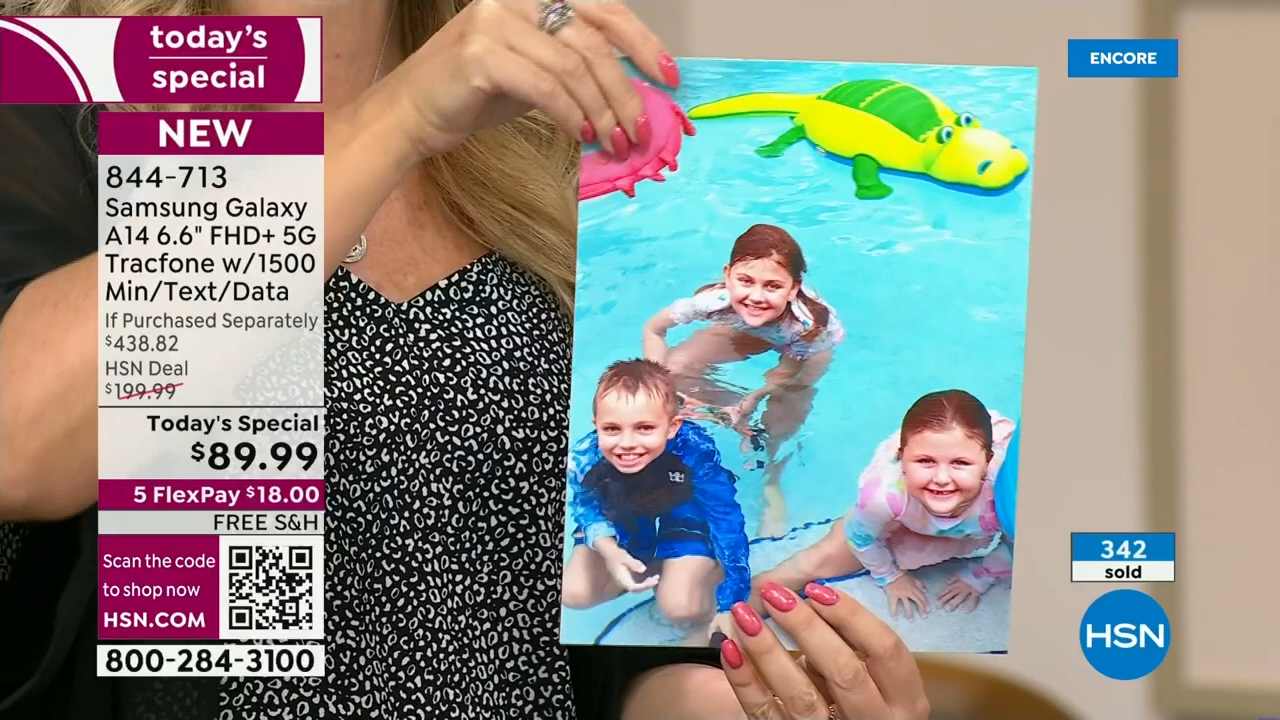 today's
special
NEW
844-713
Samsung Galaxy
A14 6.6" FHD+ 5G
Tracfone w/1500
Min/Text/Data
If Purchased Separately
$438.82
HSN Deal
$199.99
Today's Special
$89.99
5 FlexPay $18.00
FREE S&H
Scan the code
to shop now
HSN.COM
800-284-3100
ENCORE
342
sold
HSN